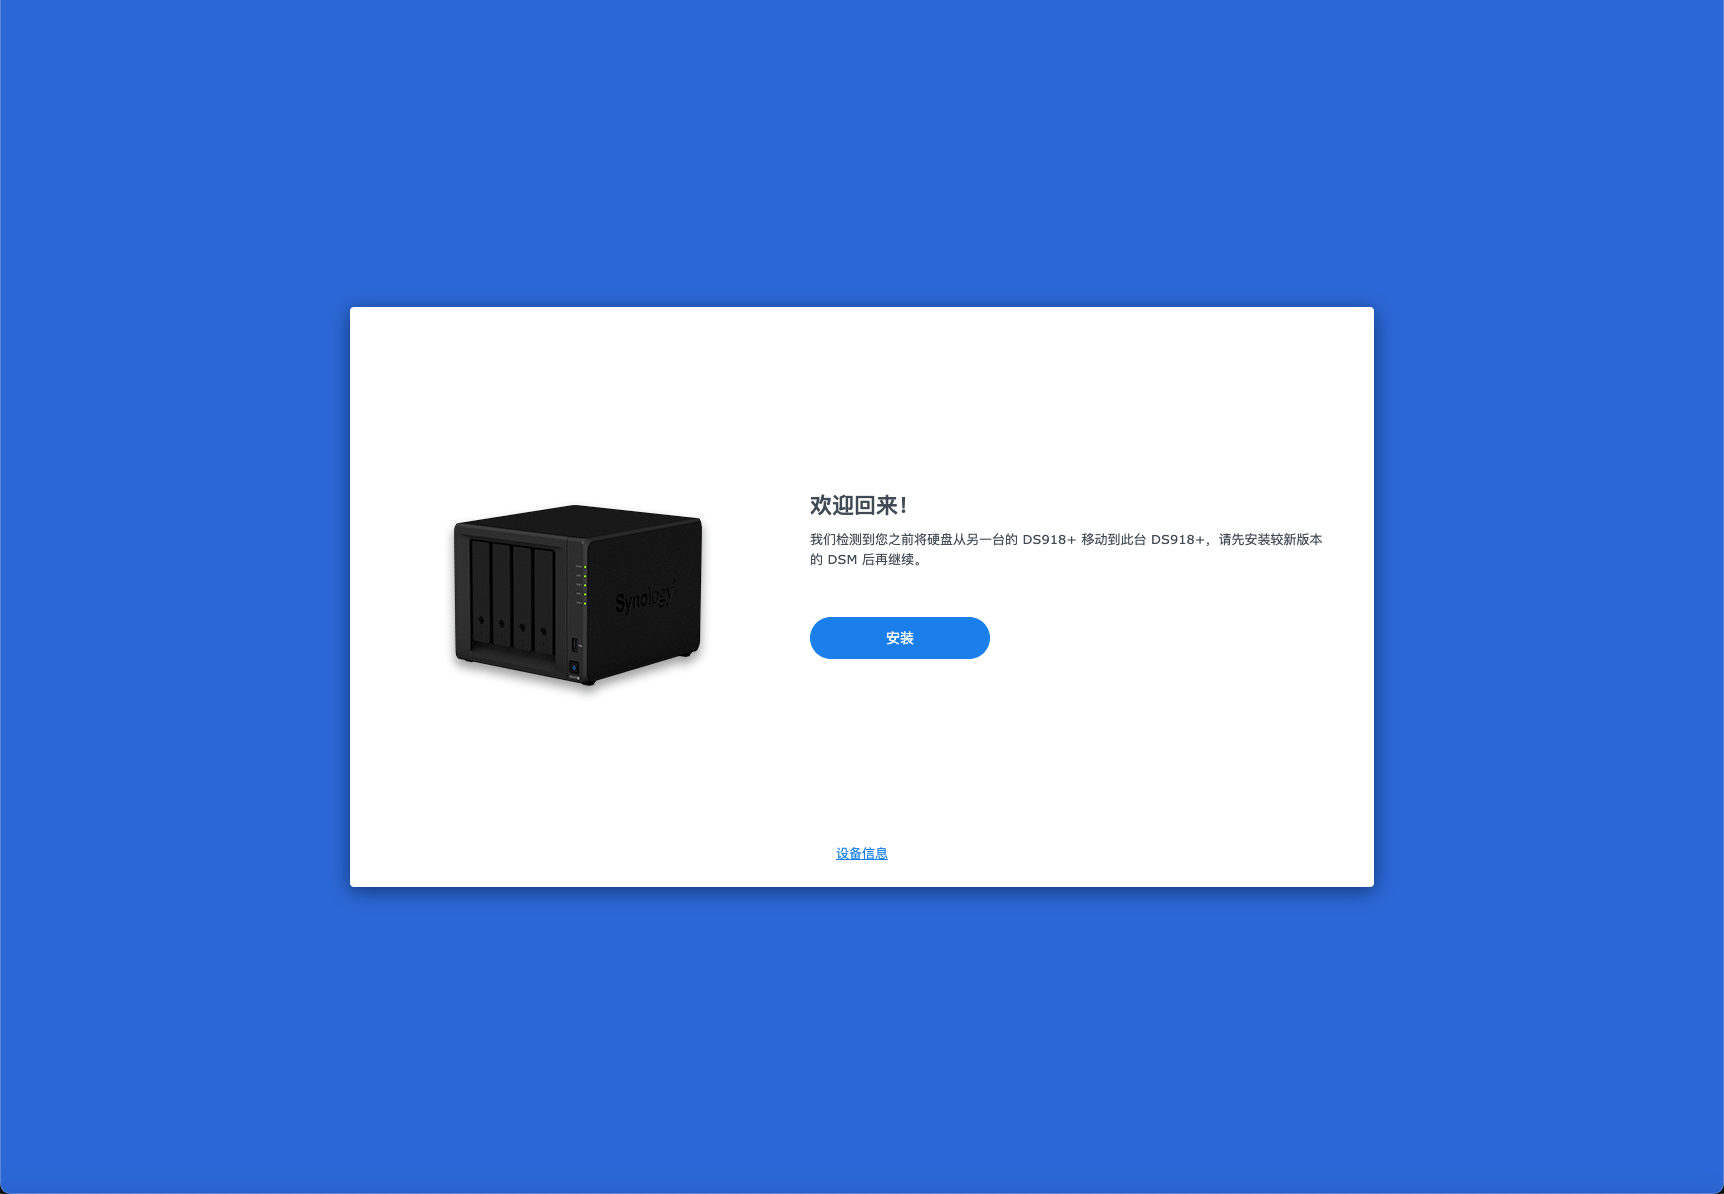 欢迎回来！
我们检测到您之前将硬盘从另一台的 DS918+ 移动到此台 DS918+，请先安装较新版本
的 DSM 后再继续。
Synology
安装
设备信息